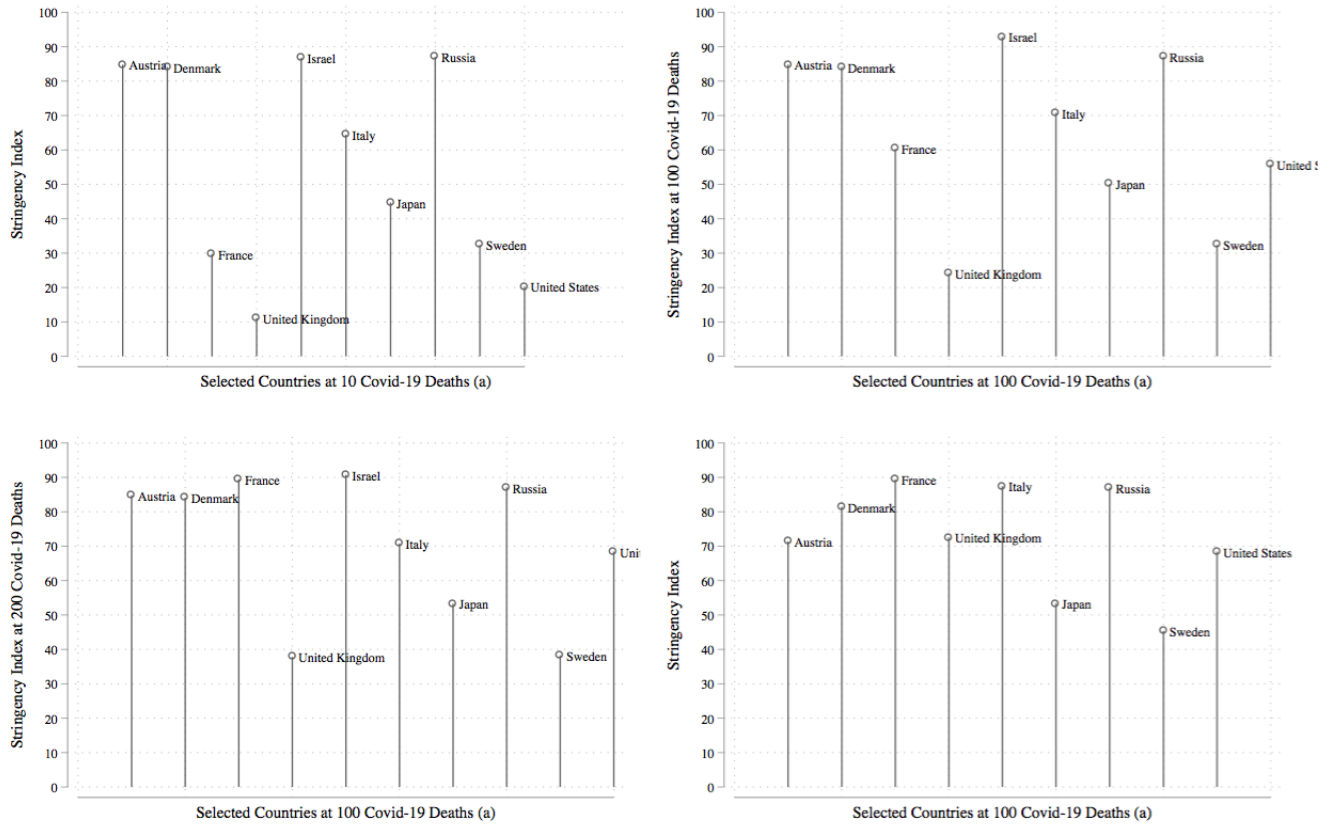 Stringency Index
100
90
80
70
60
50
40
30
20
10
0
Austria
Denmark
France
United Kingdom
Israel
Italy
Japan
Russia
Sweden
United States
Selected Countries at 10 Covid-19 Deaths (a)
Stringency Index at 100 Covid-19 Deaths
100
90
80
70
60
50
40
30
20
10
0
Austria
Denmark
France
United Kingdom
Israel
Italy
Japan
Russia
Sweden
United S
Selected Countries at 100 Covid-19 Deaths (a)
Stringency Index at 200 Covid-19 Deaths
100
90
80
70
60
50
40
30
20
10
0
Austria
Denmark
France
United Kingdom
Israel
Italy
Japan
Russia
Sweden
Uni
Selected Countries at 100 Covid-19 Deaths (a)
Stringency Index
100
90
80
70
60
50
40
30
20
10
0
Austria
Denmark
France
United Kingdom
Italy
Japan
Russia
Sweden
United States
Selected Countries at 100 Covid-19 Deaths (a)